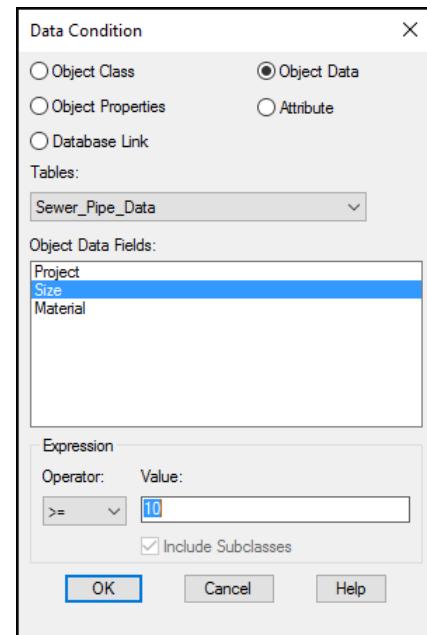 Data Condition
Object Class Object Data
Object Properties Attribute
Database Link
Tables:
Sewer_Pipe_Data
Object Data Fields:
Project
Size
Material
Expression
Operator: Value:
>= 10
Include Subclasses
OK Cancel Help